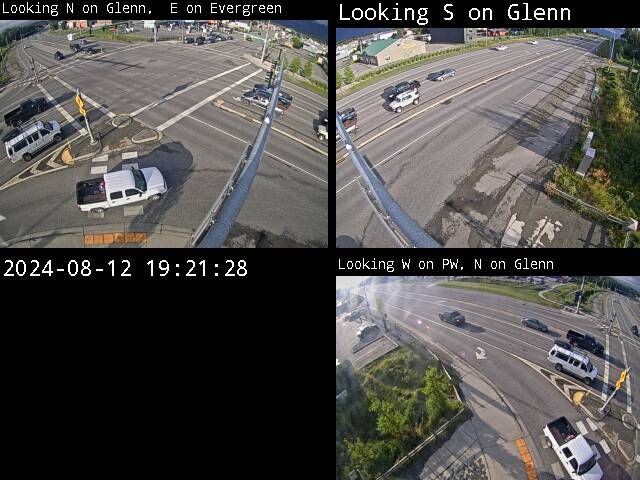 Looking N on Glenn,  E on Evergreen
Looking S on Glenn
2024-08-12 19:21:28
Looking W on PW, N on Glenn